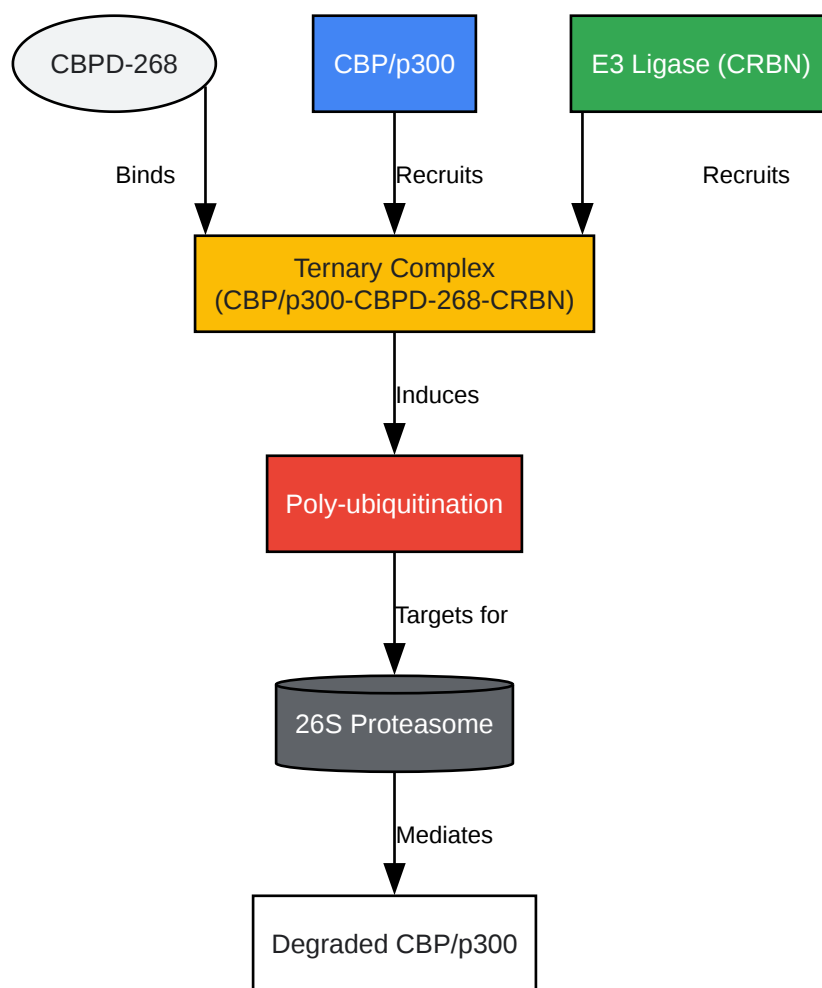 CBPD-268
CBP/p300
E3 Ligase (CRBN)
Binds
Recruits
Recruits
Ternary Complex
(CBP/p300-CBPD-268-CRBN)
Induces
Poly-ubiquitination
Targets for
26S Proteasome
Mediates
Degraded CBP/p300